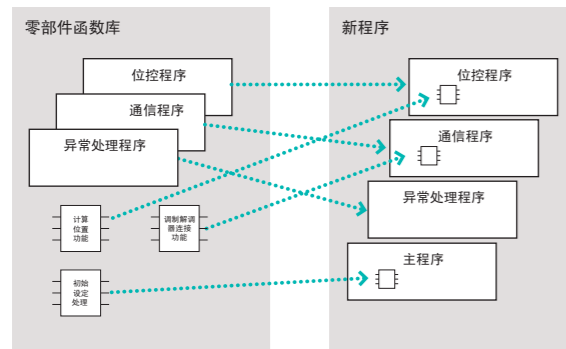 零部件函数库
位控程序
通信程序
异常处理程序
计算
位置
功能
调制解调
器连接
功能
初始
设定
处理
新程序
位控程序
通信程序
异常处理程序
主程序